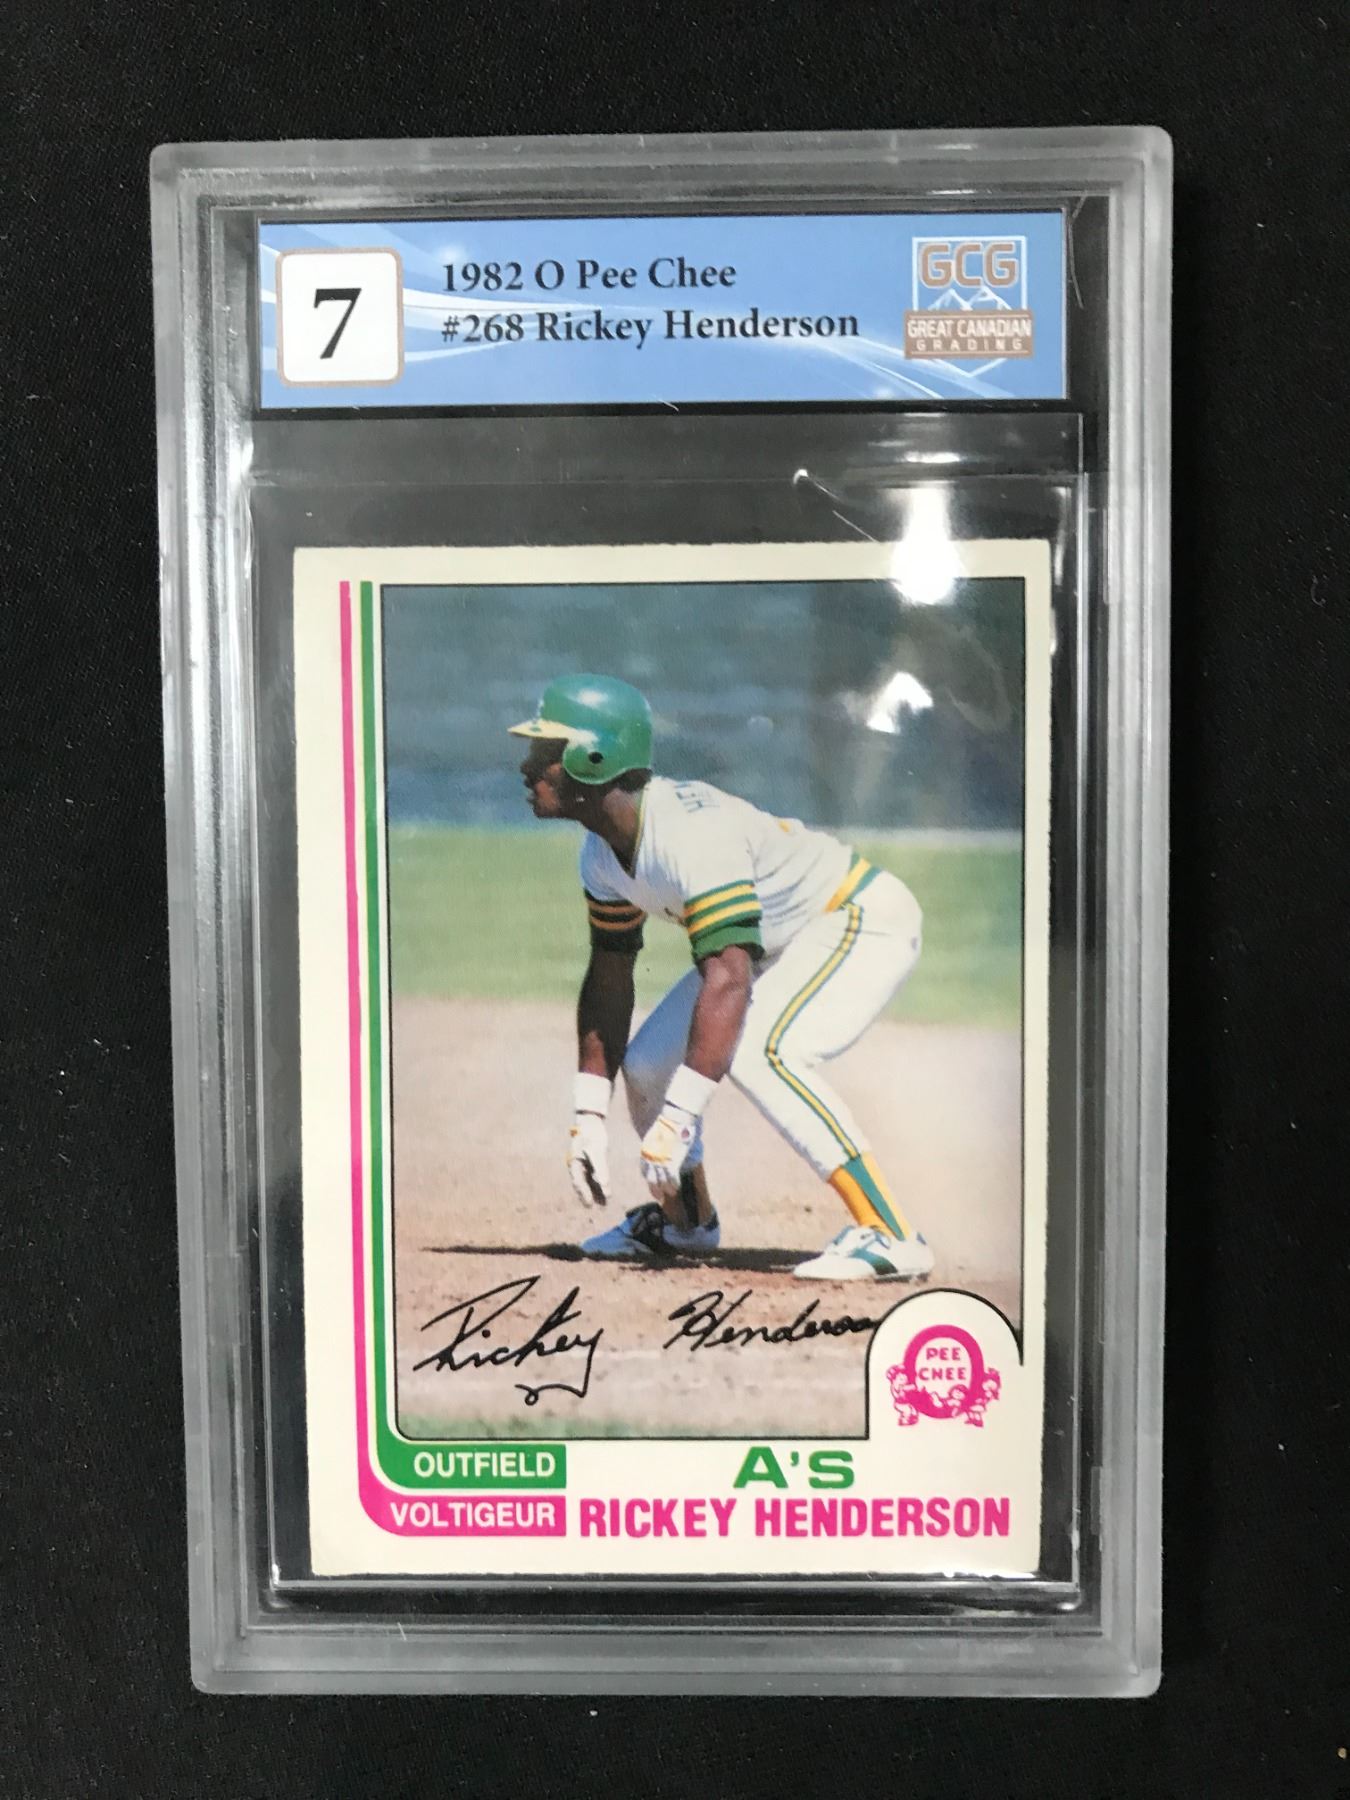 7
1982 O Pee Chee
#268 Rickey Henderson
GCG
GREAT CANADIAN
GRADING
HEN
Rickey Henderson
PEE
CHEE
OUTFIELD
A'S
VOLTIGEUR
RICKEY HENDERSON